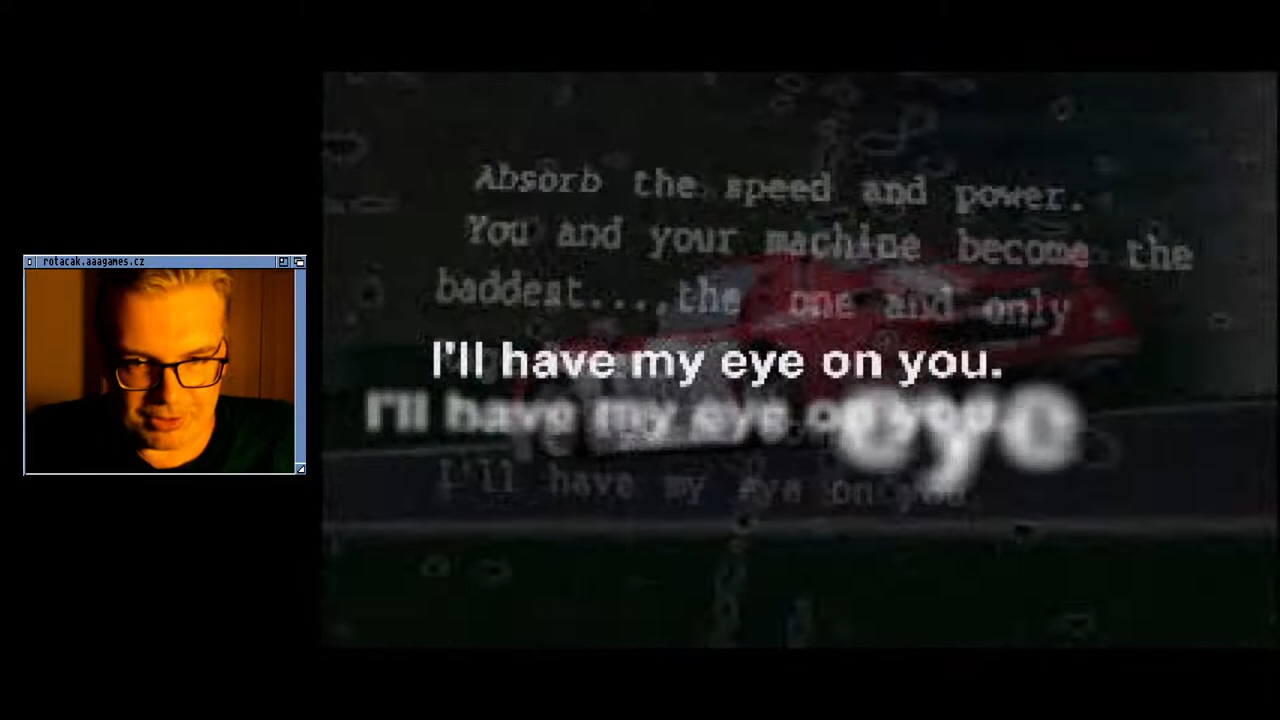 rotacak.aaagames.cz
Absorb the speed and power.
You and your machine become the
baddest...,the one and only
I'll have my eye on you.
I'll have my eye on you
eye
I'll have my eye on you